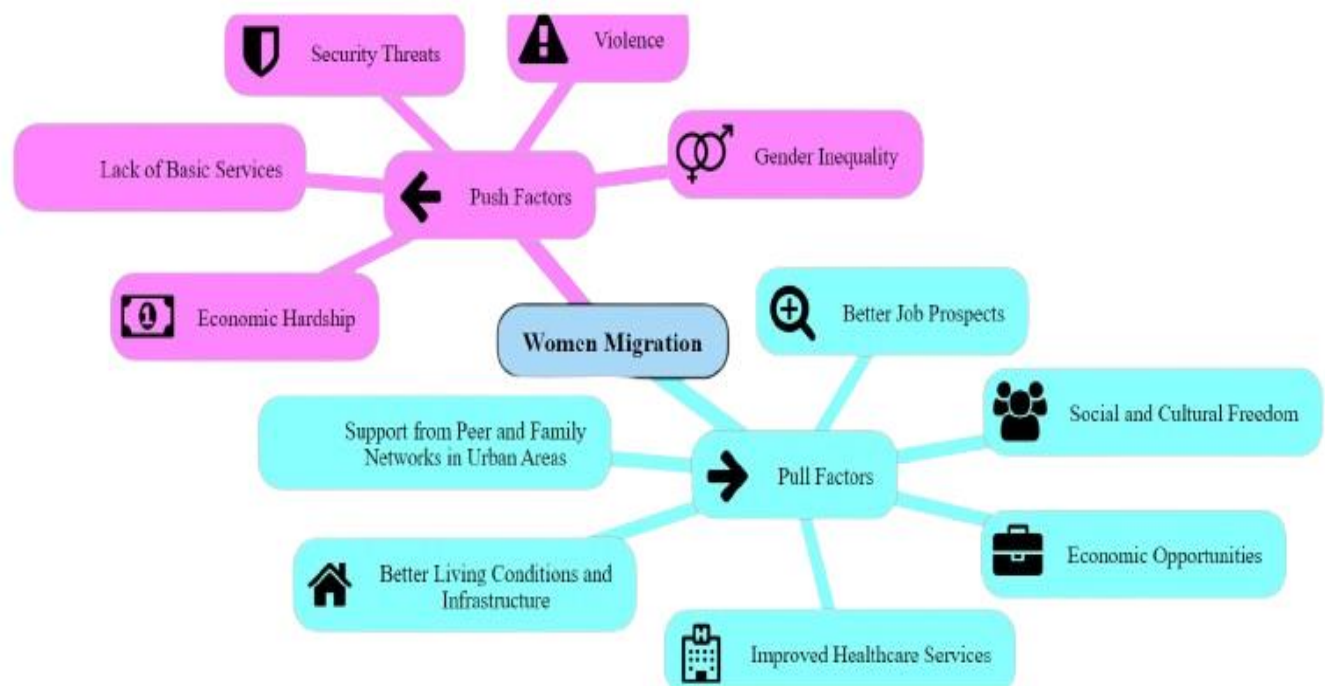 Security Threats
Violence
Lack of Basic Services
Gender Inequality
Push Factors
Economic Hardship
Women Migration
Better Job Prospects
Support from Peer and Family
Networks in Urban Areas
Social and Cultural Freedom
Pull Factors
Better Living Conditions and
Infrastructure
Economic Opportunities
Improved Healthcare Services